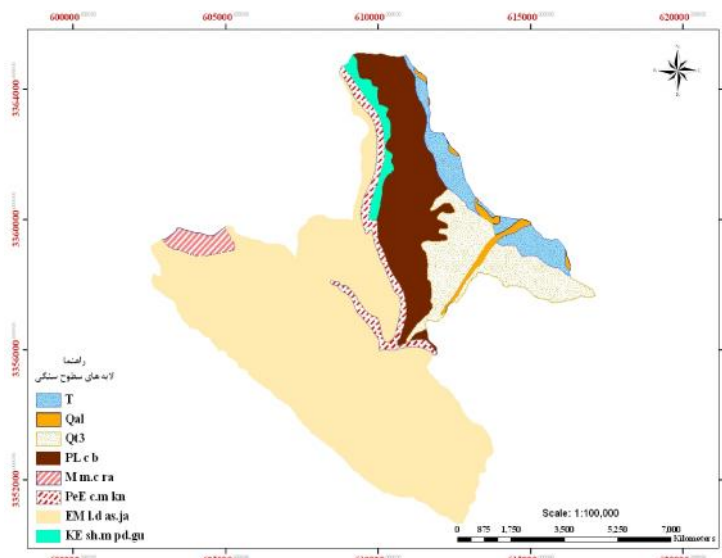 600000 605000 610000 615000 620000
3364000
3360000
3356000
3352000
راهنما
لایه های سطوح سنگی
T
Qal
Qt3
PL c b
M m.c ra
PeE c.m kn
EM l.d as.ja
KE sh.m pd.gu
Scale: 1:100,000
0 875 1,750 3,500 5,250 7,000
Kilometers